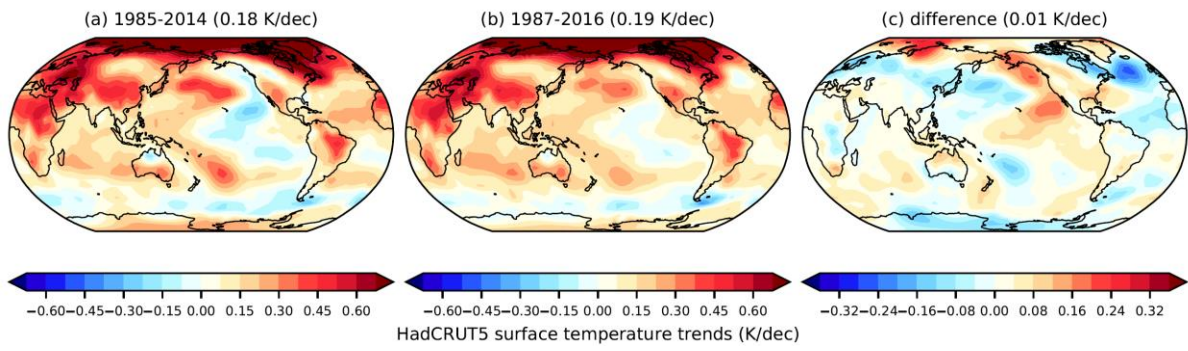 (a) 1985-2014 (0.18 K/dec)
(b) 1987-2016 (0.19 K/dec)
(c) difference (0.01 K/dec)
−0.60−0.45−0.30−0.15 0.00 0.15 0.30 0.45 0.60
−0.60−0.45−0.30−0.15 0.00 0.15 0.30 0.45 0.60
−0.32−0.24−0.16−0.08 0.00 0.08 0.16 0.24 0.32
HadCRUT5 surface temperature trends (K/dec)